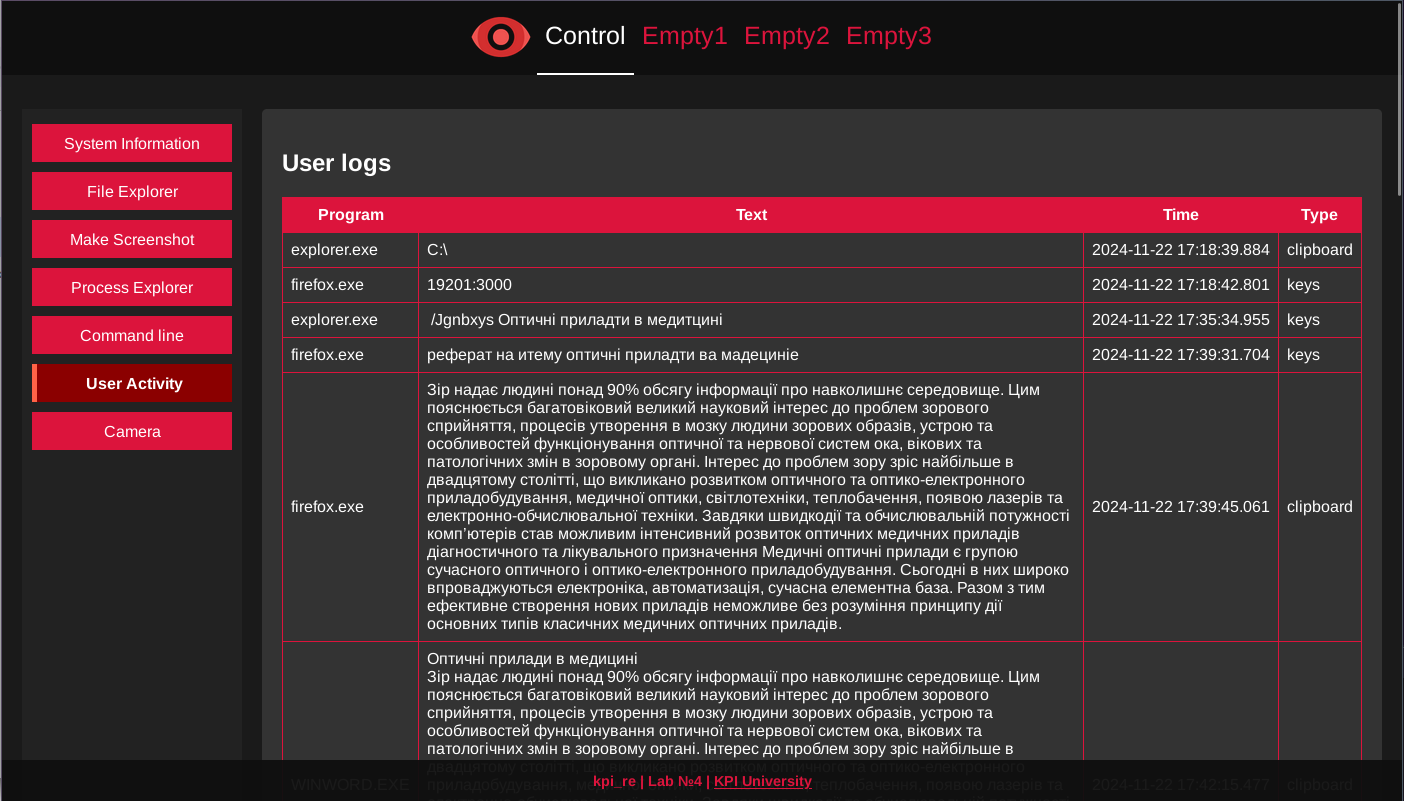 Control Empty1 Empty2 Empty3
System Information
File Explorer
Make Screenshot
Process Explorer
Command line
User Activity
Camera
User logs
Program Text Time Type
explorer.exe C:\ 2024-11-22 17:18:39.884 clipboard
firefox.exe 19201:3000 2024-11-22 17:18:42.801 keys
explorer.exe /Jgnbxys Оптичні приладти в медитцині 2024-11-22 17:35:34.955 keys
firefox.exe реферат на итему оптичні приладти ва мадециніе 2024-11-22 17:39:31.704 keys
Зір надає людині понад 90% обсягу інформації про навколишнє середовище. Цим
пояснюється багатовіковий великий науковий інтерес до проблем зорового
сприйняття, процесів утворення в мозку людини зорових образів, устрою та
особливостей функціонування оптичної та нервової систем ока, вікових та
патологічних змін в зоровому органі. Інтерес до проблем зору зріс найбільше в
двадцятому столітті, що викликано розвитком оптичного та оптико-електронного
приладобудування, медичної оптики, світлотехніки, теплобачення, появою лазерів та
електронно-обчислювальної техніки. Завдяки швидкодії та обчислювальній потужності
firefox.exe 2024-11-22 17:39:45.061 clipboard
комп’ютерів став можливим інтенсивний розвиток оптичних медичних приладів
діагностичного та лікувального призначення Медичні оптичні прилади є групою
сучасного оптичного і оптико-електронного приладобудування. Сьогодні в них широко
впроваджуються електроніка, автоматизація, сучасна елементна база. Разом з тим
ефективне створення нових приладів неможливе без розуміння принципу дії
основних типів класичних медичних оптичних приладів.
Оптичні прилади в медицині
Зір надає людині понад 90% обсягу інформації про навколишнє середовище. Цим
пояснюється багатовіковий великий науковий інтерес до проблем зорового
сприйняття, процесів утворення в мозку людини зорових образів, устрою та
особливостей функціонування оптичної та нервової систем ока, вікових та
патологічних змін в зоровому органі. Інтерес до проблем зору зріс найбільше в
двадцятому столітті, що викликано розвитком оптичного та оптико-електронного
WINWORD.EXE приладобудування, теплобачення, появою лазерів та 2024-11-22 17:42:15.477 clipboard
kpi_re | Lab №4 | KPI University